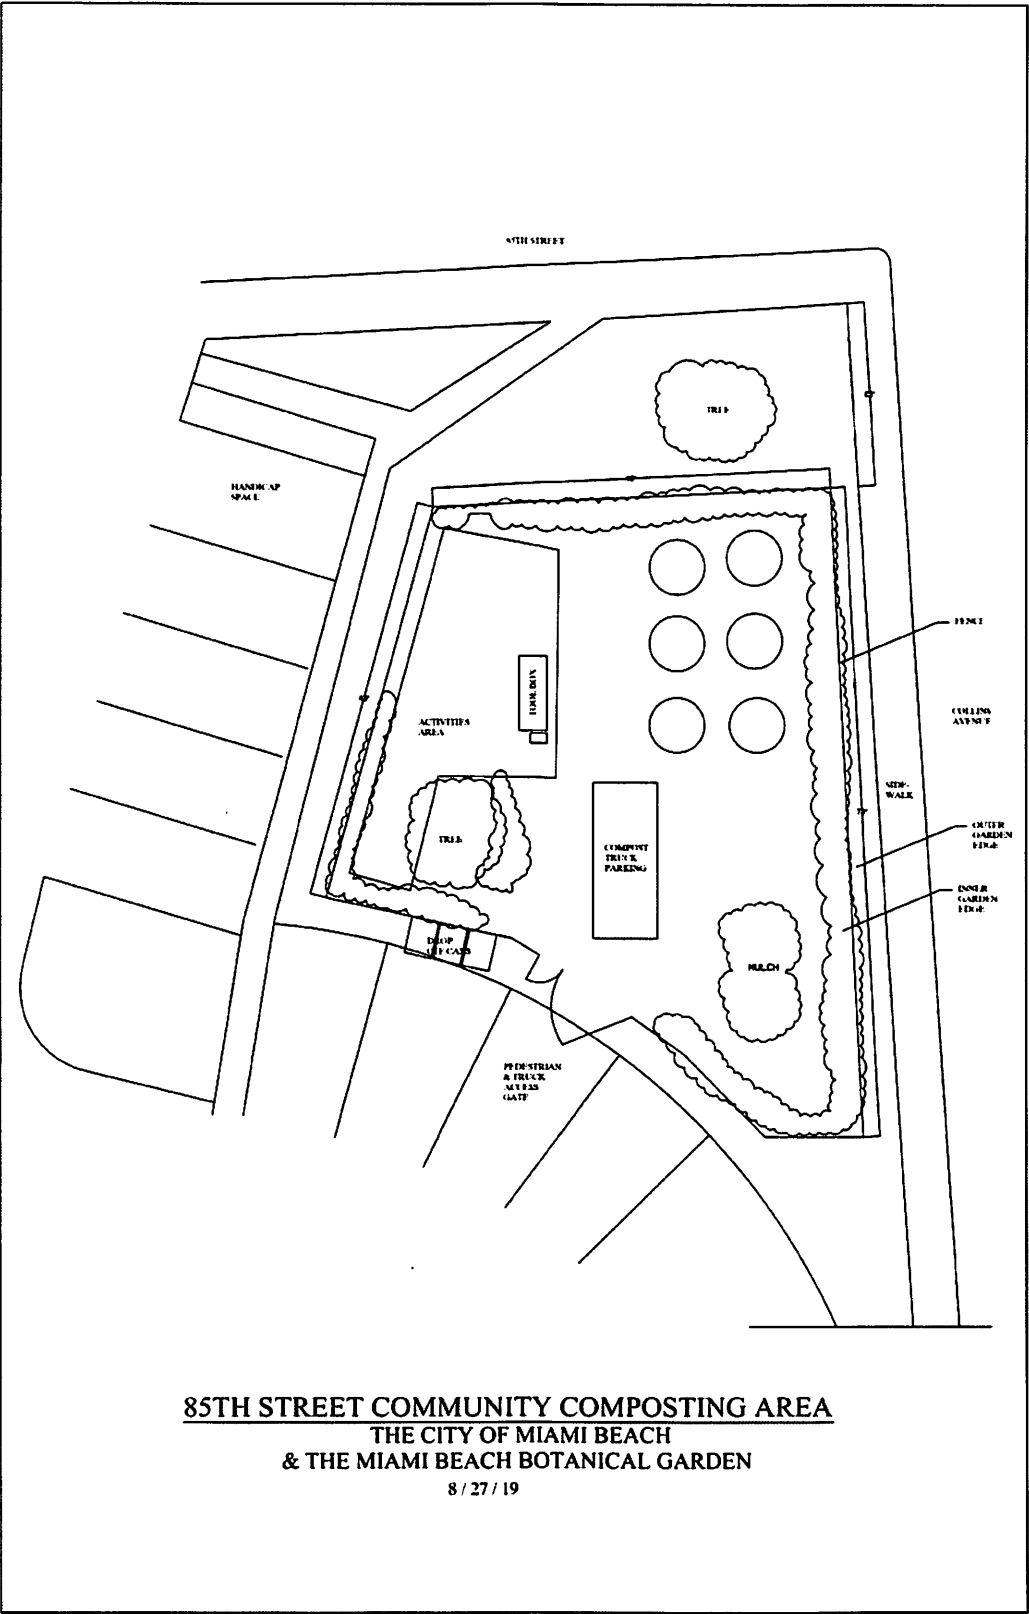 85TH STREET
TREE
HANDICAP
SPACE
FENCE
TOOL BOX
COLLINS
AVENUE
ACTIVITIES
AREA
SIDE-
WALK
OUTER
GARDEN
EDGE
TREE
COMPOST
TRUCK
PARKING
INNER
GARDEN
EDGE
DROP
MULCH
PEDESTRIAN
& TRUCK
ACCESS
GATE
85TH STREET COMMUNITY COMPOSTING AREA
THE CITY OF MIAMI BEACH
& THE MIAMI BEACH BOTANICAL GARDEN
8 / 27 / 19